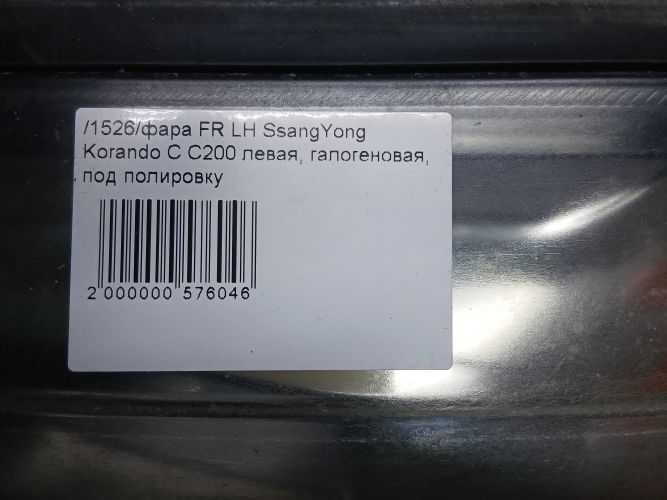 /1526/фара FR LH SsangYong
Korando C C200 левая, галогеновая,
под полировку
2 000000 576046